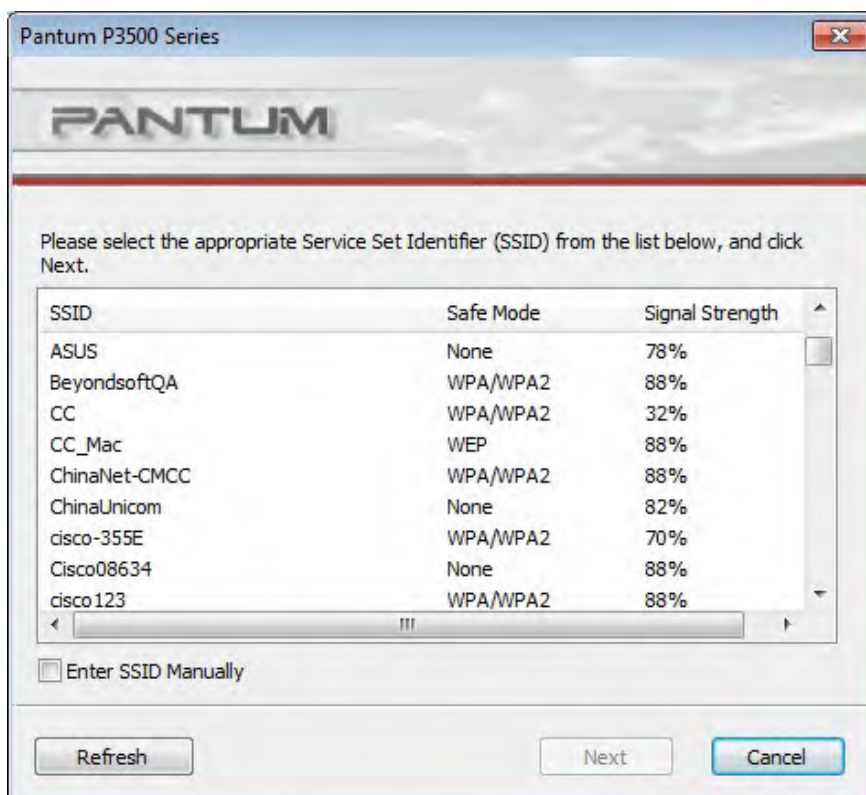 Pantum P3500 Series
PANTUM
Please select the appropriate Service Set Identifier (SSID) from the list below, and click
Next.
SSID Safe Mode Signal Strength
ASUS None 78%
BeyondsoftQA WPA/WPA2 88%
CC WPA/WPA2 32%
CC_Mac WEP 88%
ChinaNet-CMCC WPA/WPA2 88%
ChinaUnicom None 82%
cisco-355E WPA/WPA2 70%
Cisco08634 None 88%
cisco123 WPA/WPA2 88%
Enter SSID Manually
Refresh Next Cancel